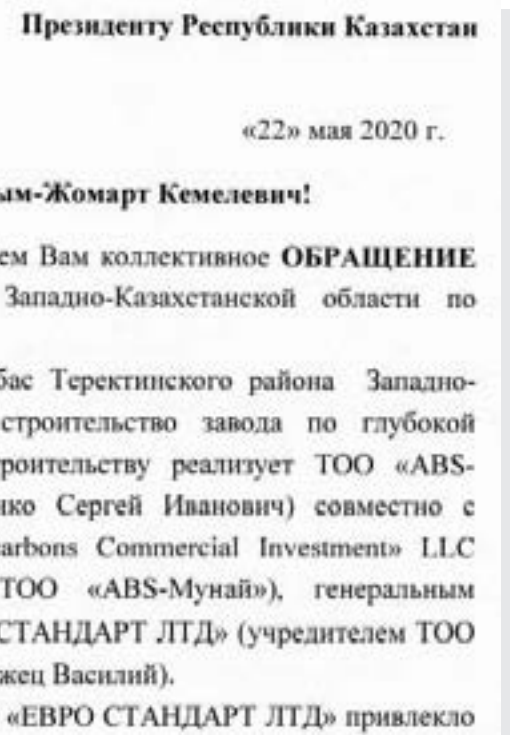 Президенту Республики Казахстан
«22» мая 2020 г.
ым-Жомарт Кемелевич!
ем Вам коллективное ОБРАЩЕНИЕ
Западно-Казахстанской области по
бас Теректинского района Западно-
строительство завода по глубокой
роительству реализует ТОО «ABS-
нко Сергей Иванович) совместно с
arbons Commercial Investment» LLC
ТОО «ABS-Мунай»), генеральным
СТАНДАРТ ЛТД» (учредителем ТОО
жец Василий).
«ЕВРО СТАНДАРТ ЛТД» привлекло